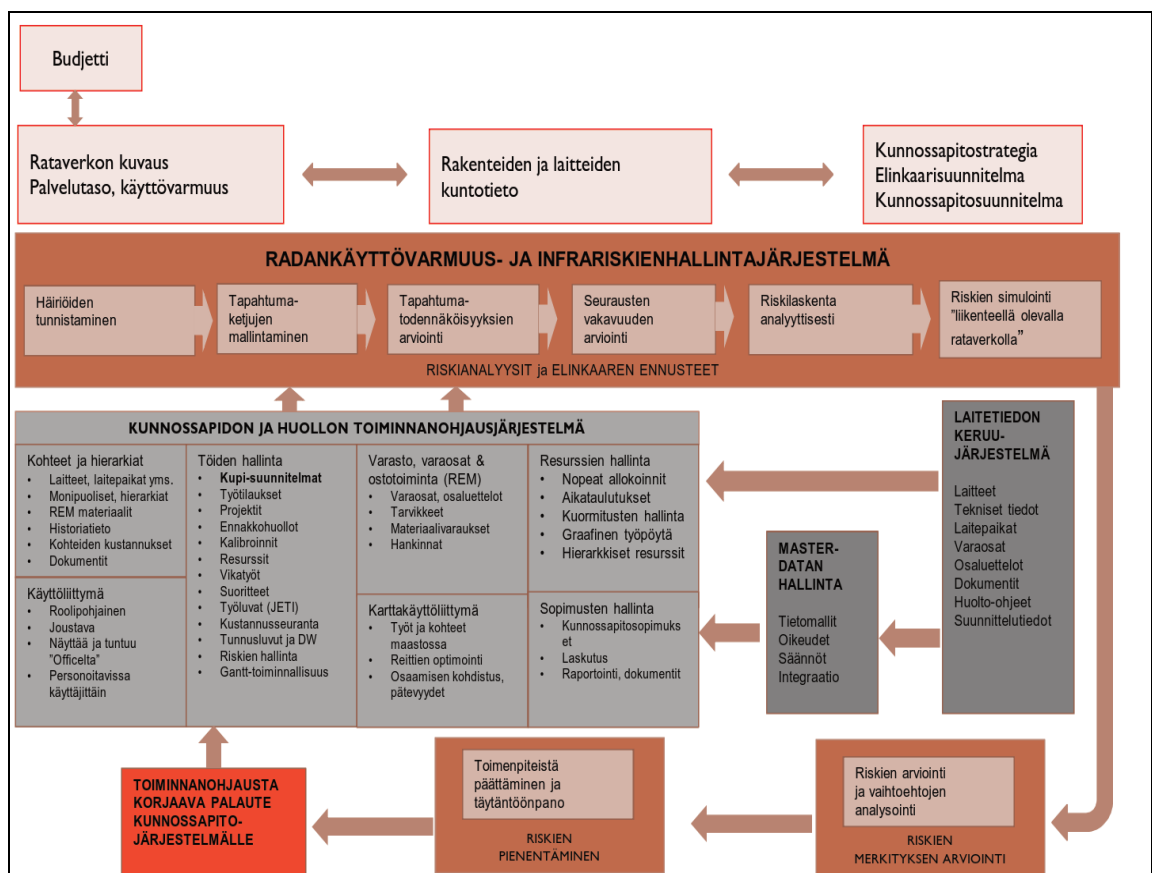 Budjetti
Rataverkon kuvaus
Palvelutaso, käyttövarmuus
Rakenteiden ja laitteiden
kuntotieto
Kunnossapitostrategia
Elinkaarisuunnitelma
Kunnossapitosuunnitelma
RADANKÄYTTÖVARMUUS- JA INFRARISKIENHALLINTAJÄRJESTELMÄ
Häiriöiden
tunnistaminen
Tapahtuma-
ketjujen
mallintaminen
Tapahtuma-
todennäköisyyksien
arviointi
Seurausten
vakavuuden
arviointi
Riskilaskenta
analyyttisesti
Riskien simulointi
"liikenteellä olevalla
rataverkolla"
RISKIANALYYSIT ja ELINKAAREN ENNUSTEET
KUNNOSSAPIDON JA HUOLLON TOIMINNANOHJAUSJÄRJESTELMÄ
Kohteet ja hierarkiat
• Laitteet, laitepaikat yms.
• Monipuoliset, hierarkiat
• REM materiaalit
• Historiatieto
• Kohteiden kustannukset
• Dokumentit
Käyttöliittymä
• Roolipohjainen
• Joustava
• Näyttää ja tuntuu
"Officelta"
• Personoitavissa
käyttäjittäin
Töiden hallinta
• Kupi-suunnitelmat
• Työtilaukset
• Projektit
• Ennakkohuollot
• Kalibroinnit
• Resurssit
• Vikatyöt
• Suoritteet
• Työluvat (JETI)
• Kustannusseuranta
• Tunnusluvut ja DW
• Riskien hallinta
• Gantt-toiminnallisuus
Varasto, varaosat &
ostotoiminta (REM)
• Varaosat, osaluettelot
• Tarvikkeet
• Materiaalivaraukset
• Hankinnat
Karttakäyttöliittymä
• Työt ja kohteet
maastossa
• Reittien optimointi
• Osaamisen kohdistus,
pätevyydet
Resurssien hallinta
• Nopeat allokoinnit
• Aikataulutukset
• Kuormitusten hallinta
• Graafinen työpöytä
• Hierarkkiset resurssit
Sopimusten hallinta
• Kunnossapitosopimuks
et
• Laskutus
• Raportointi, dokumentit
MASTER-
DATAN
HALLINTA
Tietomallit
Oikeudet
Säännöt
Integraatio
LAITETIEDON
KERUU-
JÄRJESTELMÄ
Laitteet
Tekniset tiedot
Laitepaikat
Varaosat
Osaluettelot
Dokumentit
Huolto-ohjeet
Suunnittelutiedot
TOIMINNANOHJAUSTA
KORJAAVA PALAUTE
KUNNOSSAPITO-
JÄRJESTELMÄLLE
Toimenpiteistä
päättäminen ja
täytäntöönpano
RISKIEN
PIENENTÄMINEN
Riskien arviointi
ja vaihtoehtojen
analysointi
RISKIEN
MERKITYKSEN ARVIOINTI